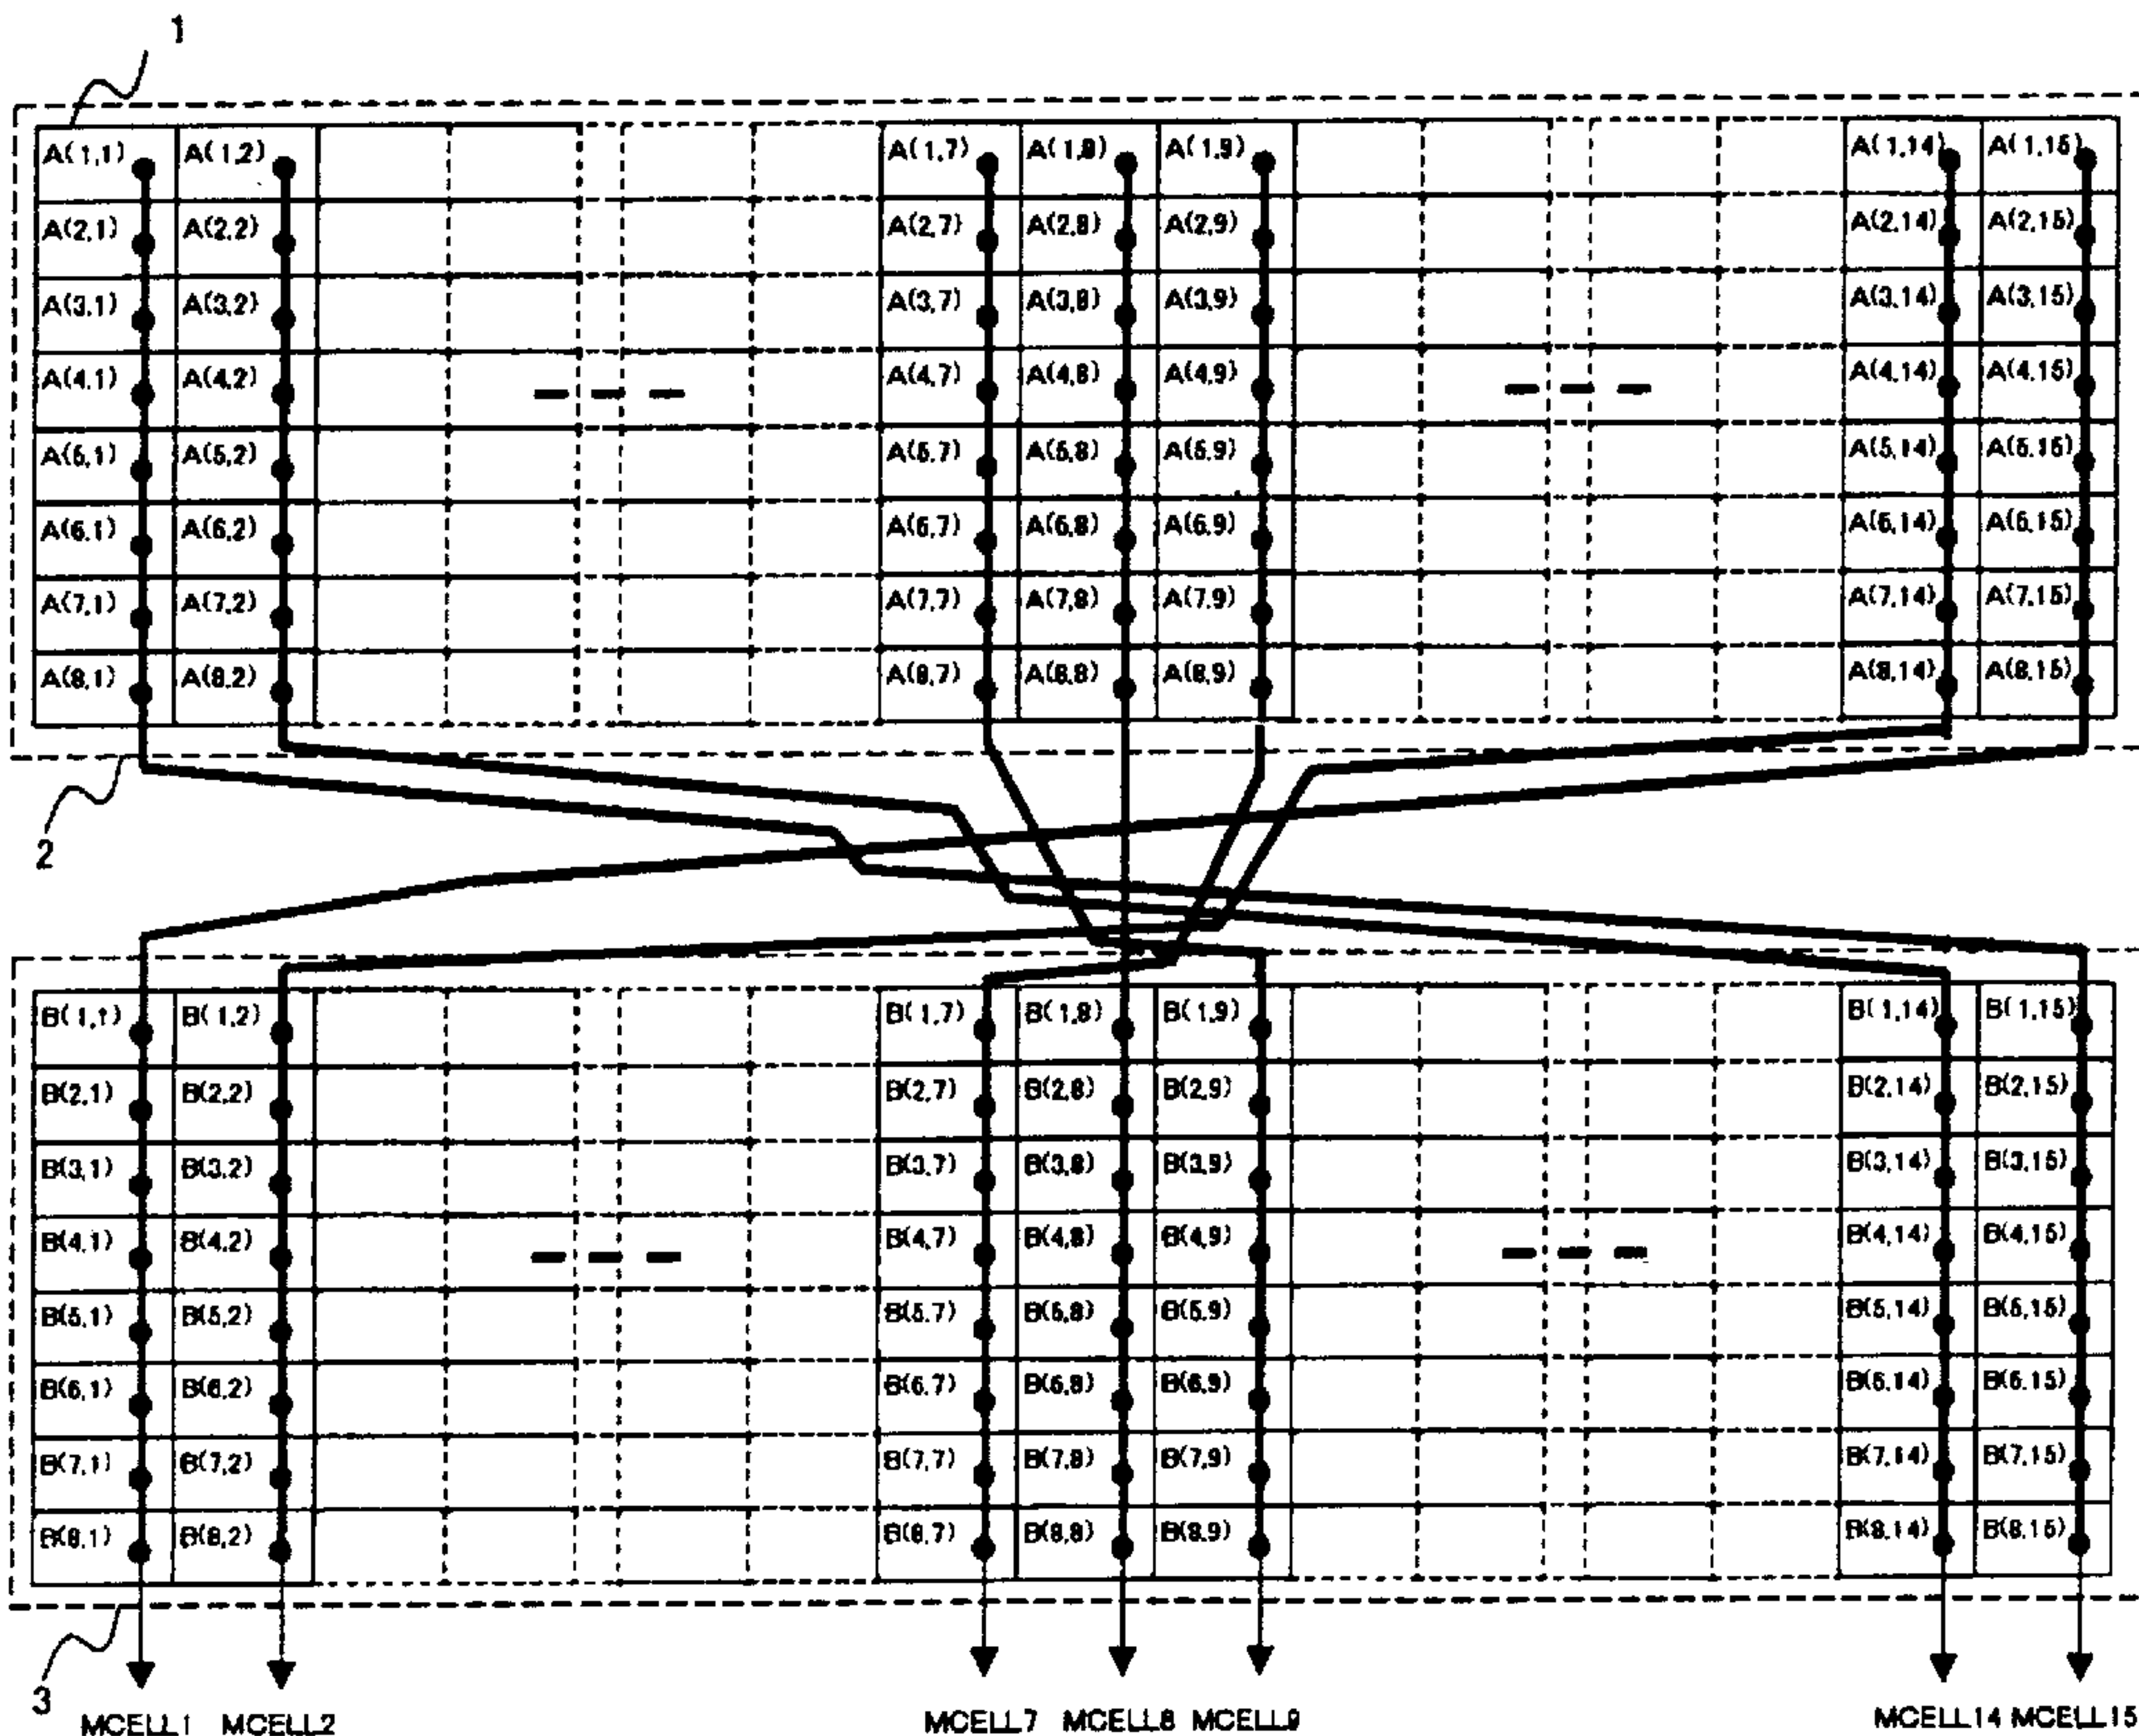 1
A(1,1) A(1,2) A(1,7) A(1,8) A(1,9) A(1,14) A(1,15)
A(2,1) A(2,2) A(2,7) A(2,8) A(2,9) A(2,14) A(2,15)
A(3,1) A(3,2) A(3,7) A(3,8) A(3,9) A(3,14) A(3,15)
A(4,1) A(4,2) A(4,7) A(4,8) A(4,9) A(4,14) A(4,15)
A(5,1) A(5,2) A(5,7) A(5,8) A(5,9) A(5,14) A(5,15)
A(6,1) A(6,2) A(6,7) A(6,8) A(6,9) A(6,14) A(6,15)
A(7,1) A(7,2) A(7,7) A(7,8) A(7,9) A(7,14) A(7,15)
A(8,1) A(8,2) A(8,7) A(8,8) A(8,9) A(8,14) A(8,15)
2
B(1,1) B(1,2) B(1,7) B(1,8) B(1,9) B(1,14) B(1,15)
B(2,1) B(2,2) B(2,7) B(2,8) B(2,9) B(2,14) B(2,15)
B(3,1) B(3,2) B(3,7) B(3,8) B(3,9) B(3,14) B(3,15)
B(4,1) B(4,2) B(4,7) B(4,8) B(4,9) B(4,14) B(4,15)
B(5,1) B(5,2) B(5,7) B(5,8) B(5,9) B(5,14) B(5,15)
B(6,1) B(6,2) B(6,7) B(6,8) B(6,9) B(6,14) B(6,15)
B(7,1) B(7,2) B(7,7) B(7,8) B(7,9) B(7,14) B(7,15)
B(8,1) B(8,2) B(8,7) B(8,8) B(8,9) B(8,14) B(8,15)
3
MCELL1 MCELL2 MCELL7 MCELL8 MCELL9 MCELL14 MCELL15